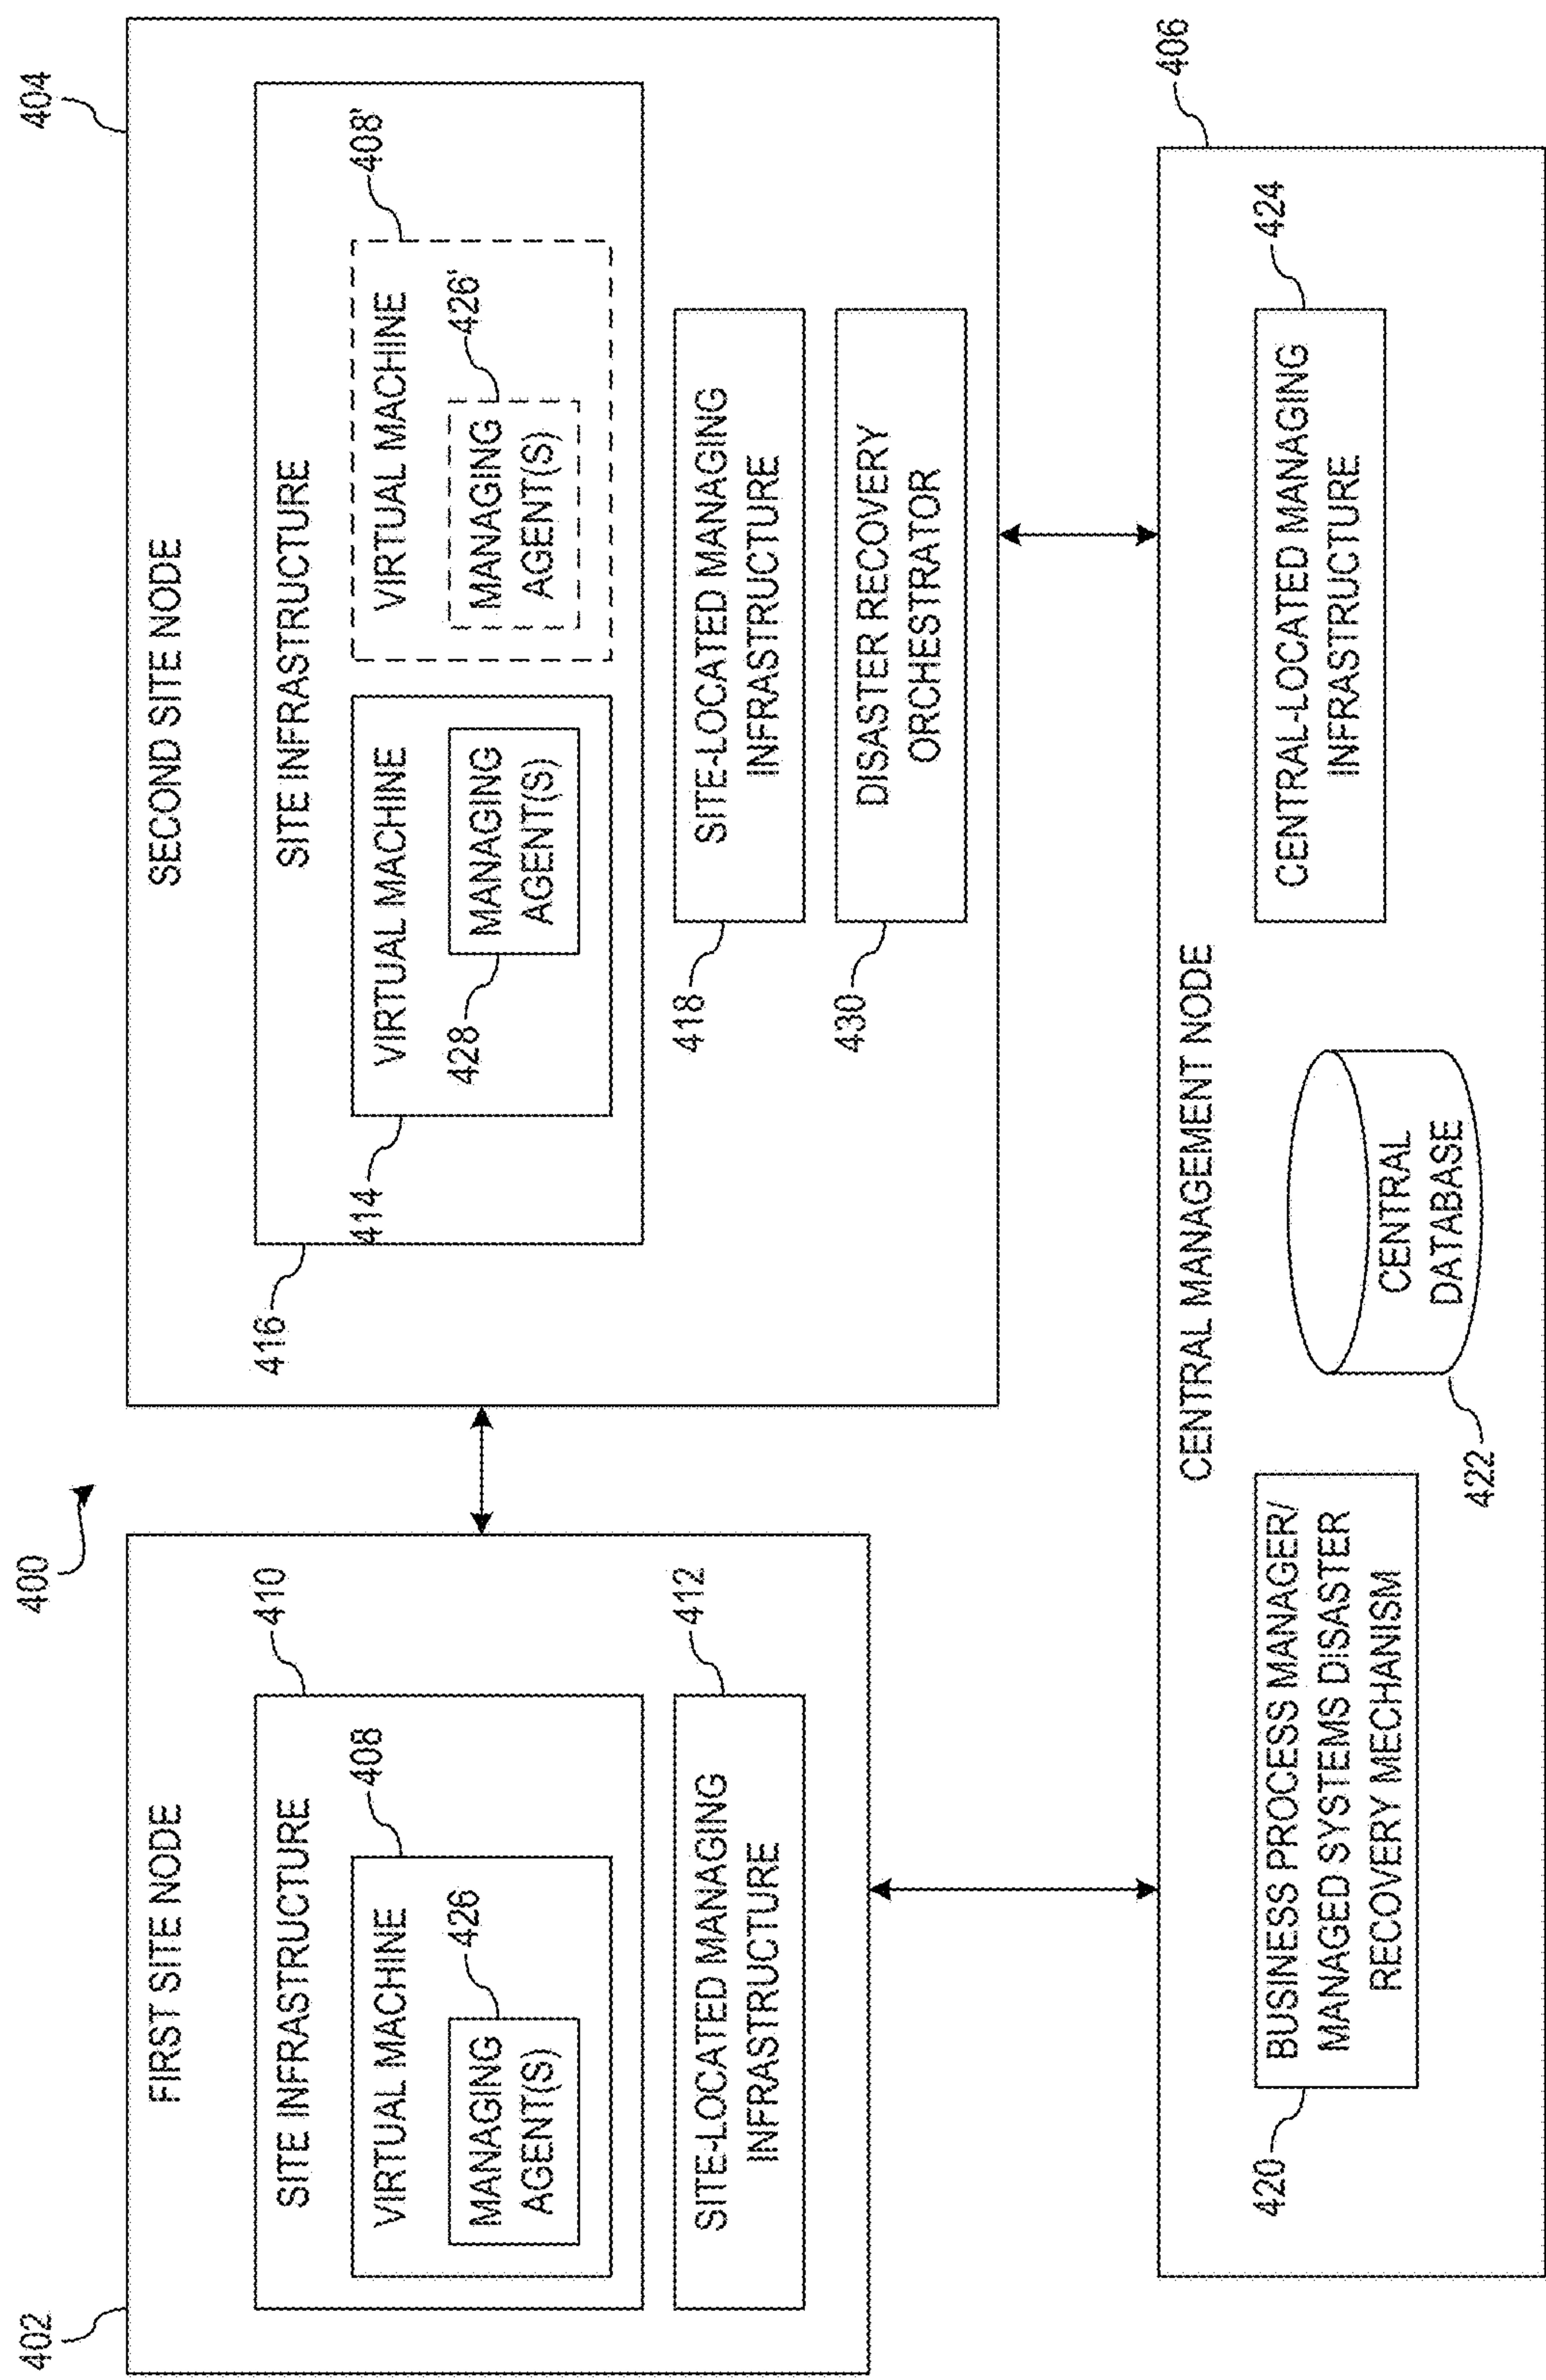 400
402
FIRST SITE NODE
410
SITE INFRASTRUCTURE
408
VIRTUAL MACHINE
426
MANAGING
AGENT(S)
412
SITE-LOCATED MANAGING
INFRASTRUCTURE
404
SECOND SITE NODE
416
SITE INFRASTRUCTURE
414
VIRTUAL MACHINE
428
MANAGING
AGENT(S)
408'
VIRTUAL MACHINE
426'
MANAGING
AGENT(S)
418
SITE-LOCATED MANAGING
INFRASTRUCTURE
430
DISASTER RECOVERY
ORCHESTRATOR
406
CENTRAL MANAGEMENT NODE
420
BUSINESS PROCESS MANAGER/
MANAGED SYSTEMS DISASTER
RECOVERY MECHANISM
422
CENTRAL
DATABASE
424
CENTRAL-LOCATED MANAGING
INFRASTRUCTURE